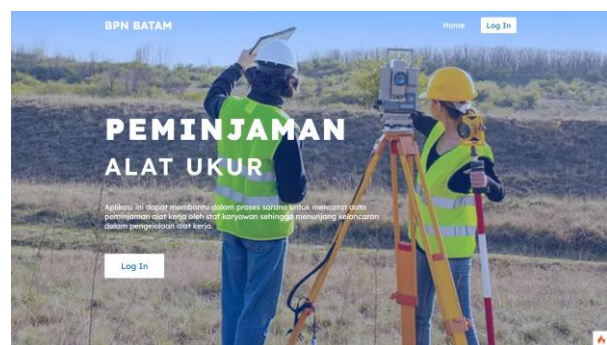 BPN BATAM
Home
Log In
PEMINJAMAN
ALAT UKUR
Aplikasi ini dapat membantu dalam proses sarana untuk mencatat data
peminjaman alat kerja oleh staf karyawan sehingga menunjang kelancaran
dalam pengelolaan alat kerja.
Log In